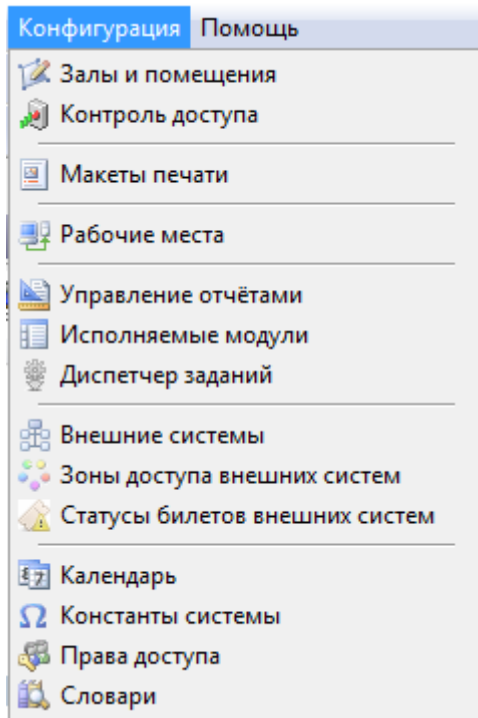 Конфигурация Помощь
Залы и помещения
Контроль доступа
Макеты печати
Рабочие места
Управление отчётами
Исполняемые модули
Диспетчер заданий
Внешние системы
Зоны доступа внешних систем
Статусы билетов внешних систем
Календарь
Константы системы
Права доступа
Словари